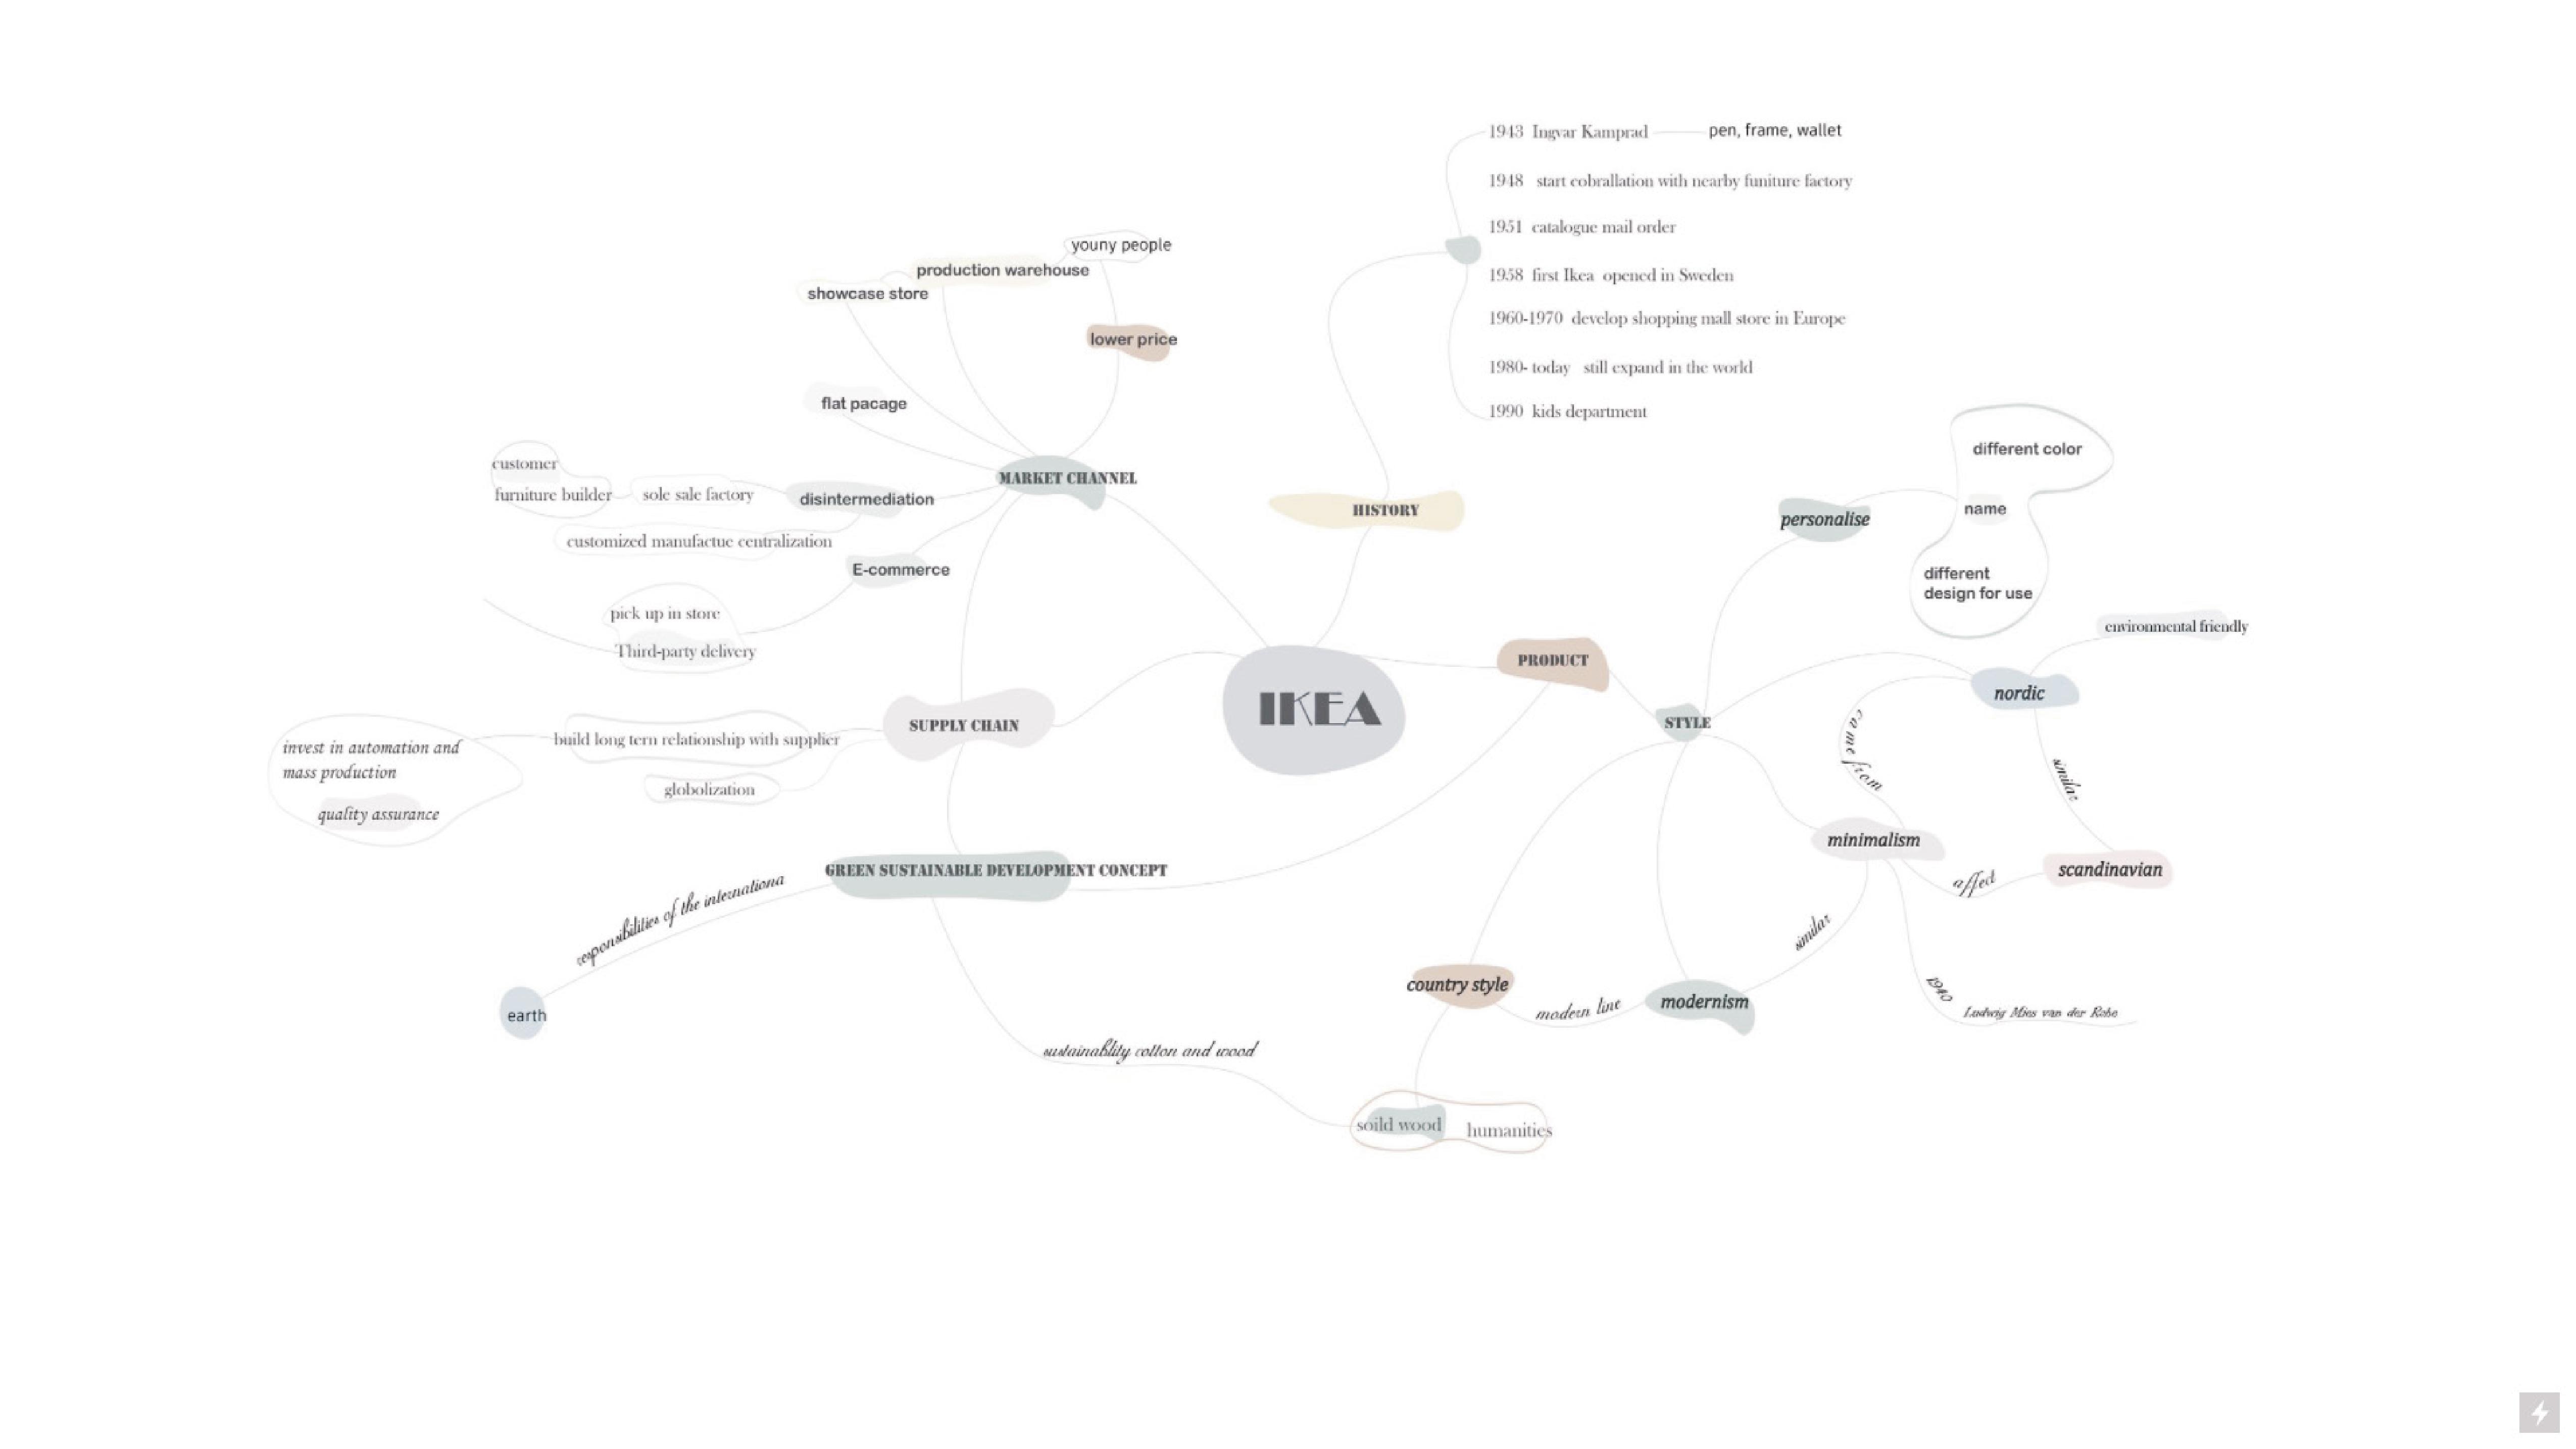 1943 Ingvar Kamprad
pen, frame, wallet
1948 start cobrallation with nearby funiture factory
1951 catalogue mail order
1958 first Ikea opened in Sweden
1960-1970 develop shopping mall store in Europe
1980- today still expand in the world
1990 kids department
HISTORY
youny people
production warehouse
showcase store
lower price
flat pacage
MARKET CHANNEL
customer
furniture builder
sole sale factory
disintermediation
customized manufactue centralization
E-commerce
pick up in store
Third-party delivery
IKEA
SUPPLY CHAIN
build long tern relationship with supplier
globolization
invest in automation and
mass production
quality assurance
GREEN SUSTAINABLE DEVELOPMENT CONCEPT
responsibilities of the internationa
earth
sustainablity cotton and wood
PRODUCT
STYLE
personalise
different color
name
different
design for use
environmental friendly
nordic
came from
similar
minimalism
affect
scandinavian
similar
1940
Ludwig Mies van der Rohe
country style
modern line
modernism
soild wood
humanities